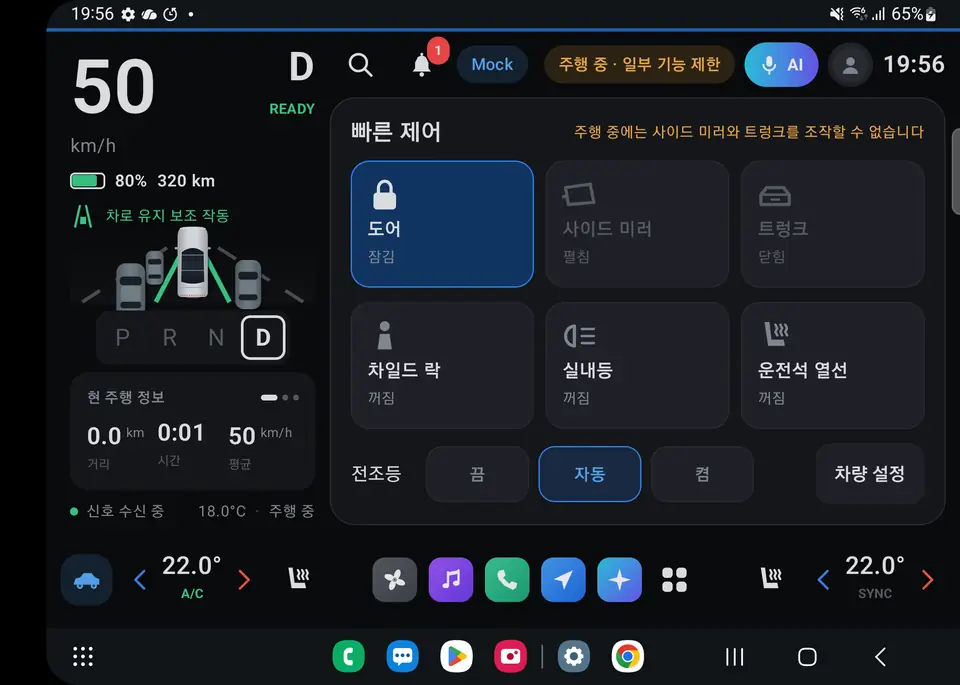 19:56
65%
50
D
km/h
READY
80% 320 km
차로 유지 보조 작동
P R N D
현 주행 정보
0.0 km 0:01 50 km/h
거리 시간 평균
신호 수신 중 18.0°C · 주행 중
1
Mock
주행 중 · 일부 기능 제한
AI
19:56
빠른 제어
주행 중에는 사이드 미러와 트렁크를 조작할 수 없습니다
도어
잠김
사이드 미러
펼침
트렁크
닫힘
차일드 락
꺼짐
실내등
꺼짐
운전석 열선
꺼짐
전조등 끔 자동 켬 차량 설정
22.0°
A/C
22.0°
SYNC